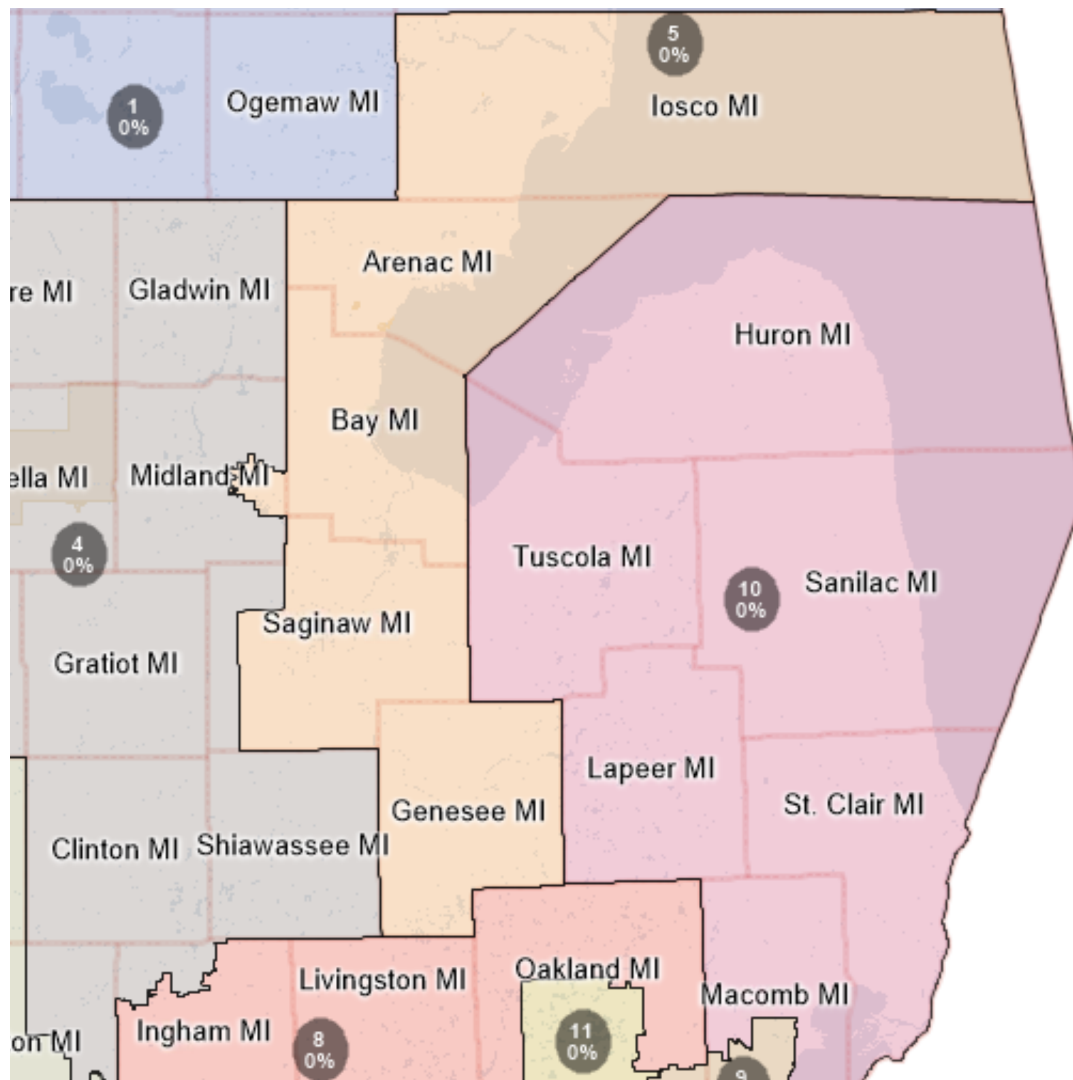 5
0%
1
0%
Ogemaw MI
Iosco MI
Arenac MI
re MI
Gladwin MI
Huron MI
Bay MI
ella MI
Midland MI
4
0%
Tuscola MI
Sanilac MI
10
0%
Saginaw MI
Gratiot MI
Lapeer MI
St. Clair MI
Genesee MI
Clinton MI
Shiawassee MI
Oakland MI
Livingston MI
Macomb MI
Ingham MI
on MI
8
0%
11
0%
9